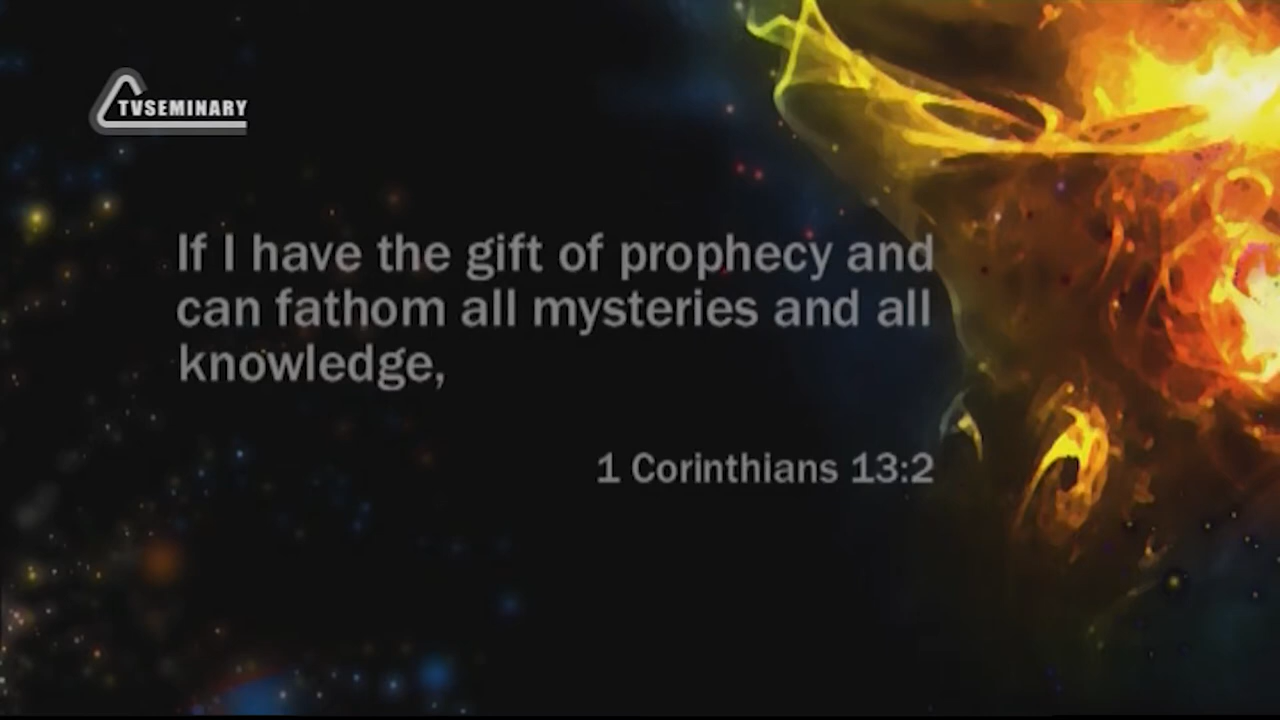 TVSEMINARY
If I have the gift of prophecy and
can fathom all mysteries and all
knowledge,
1 Corinthians 13:2